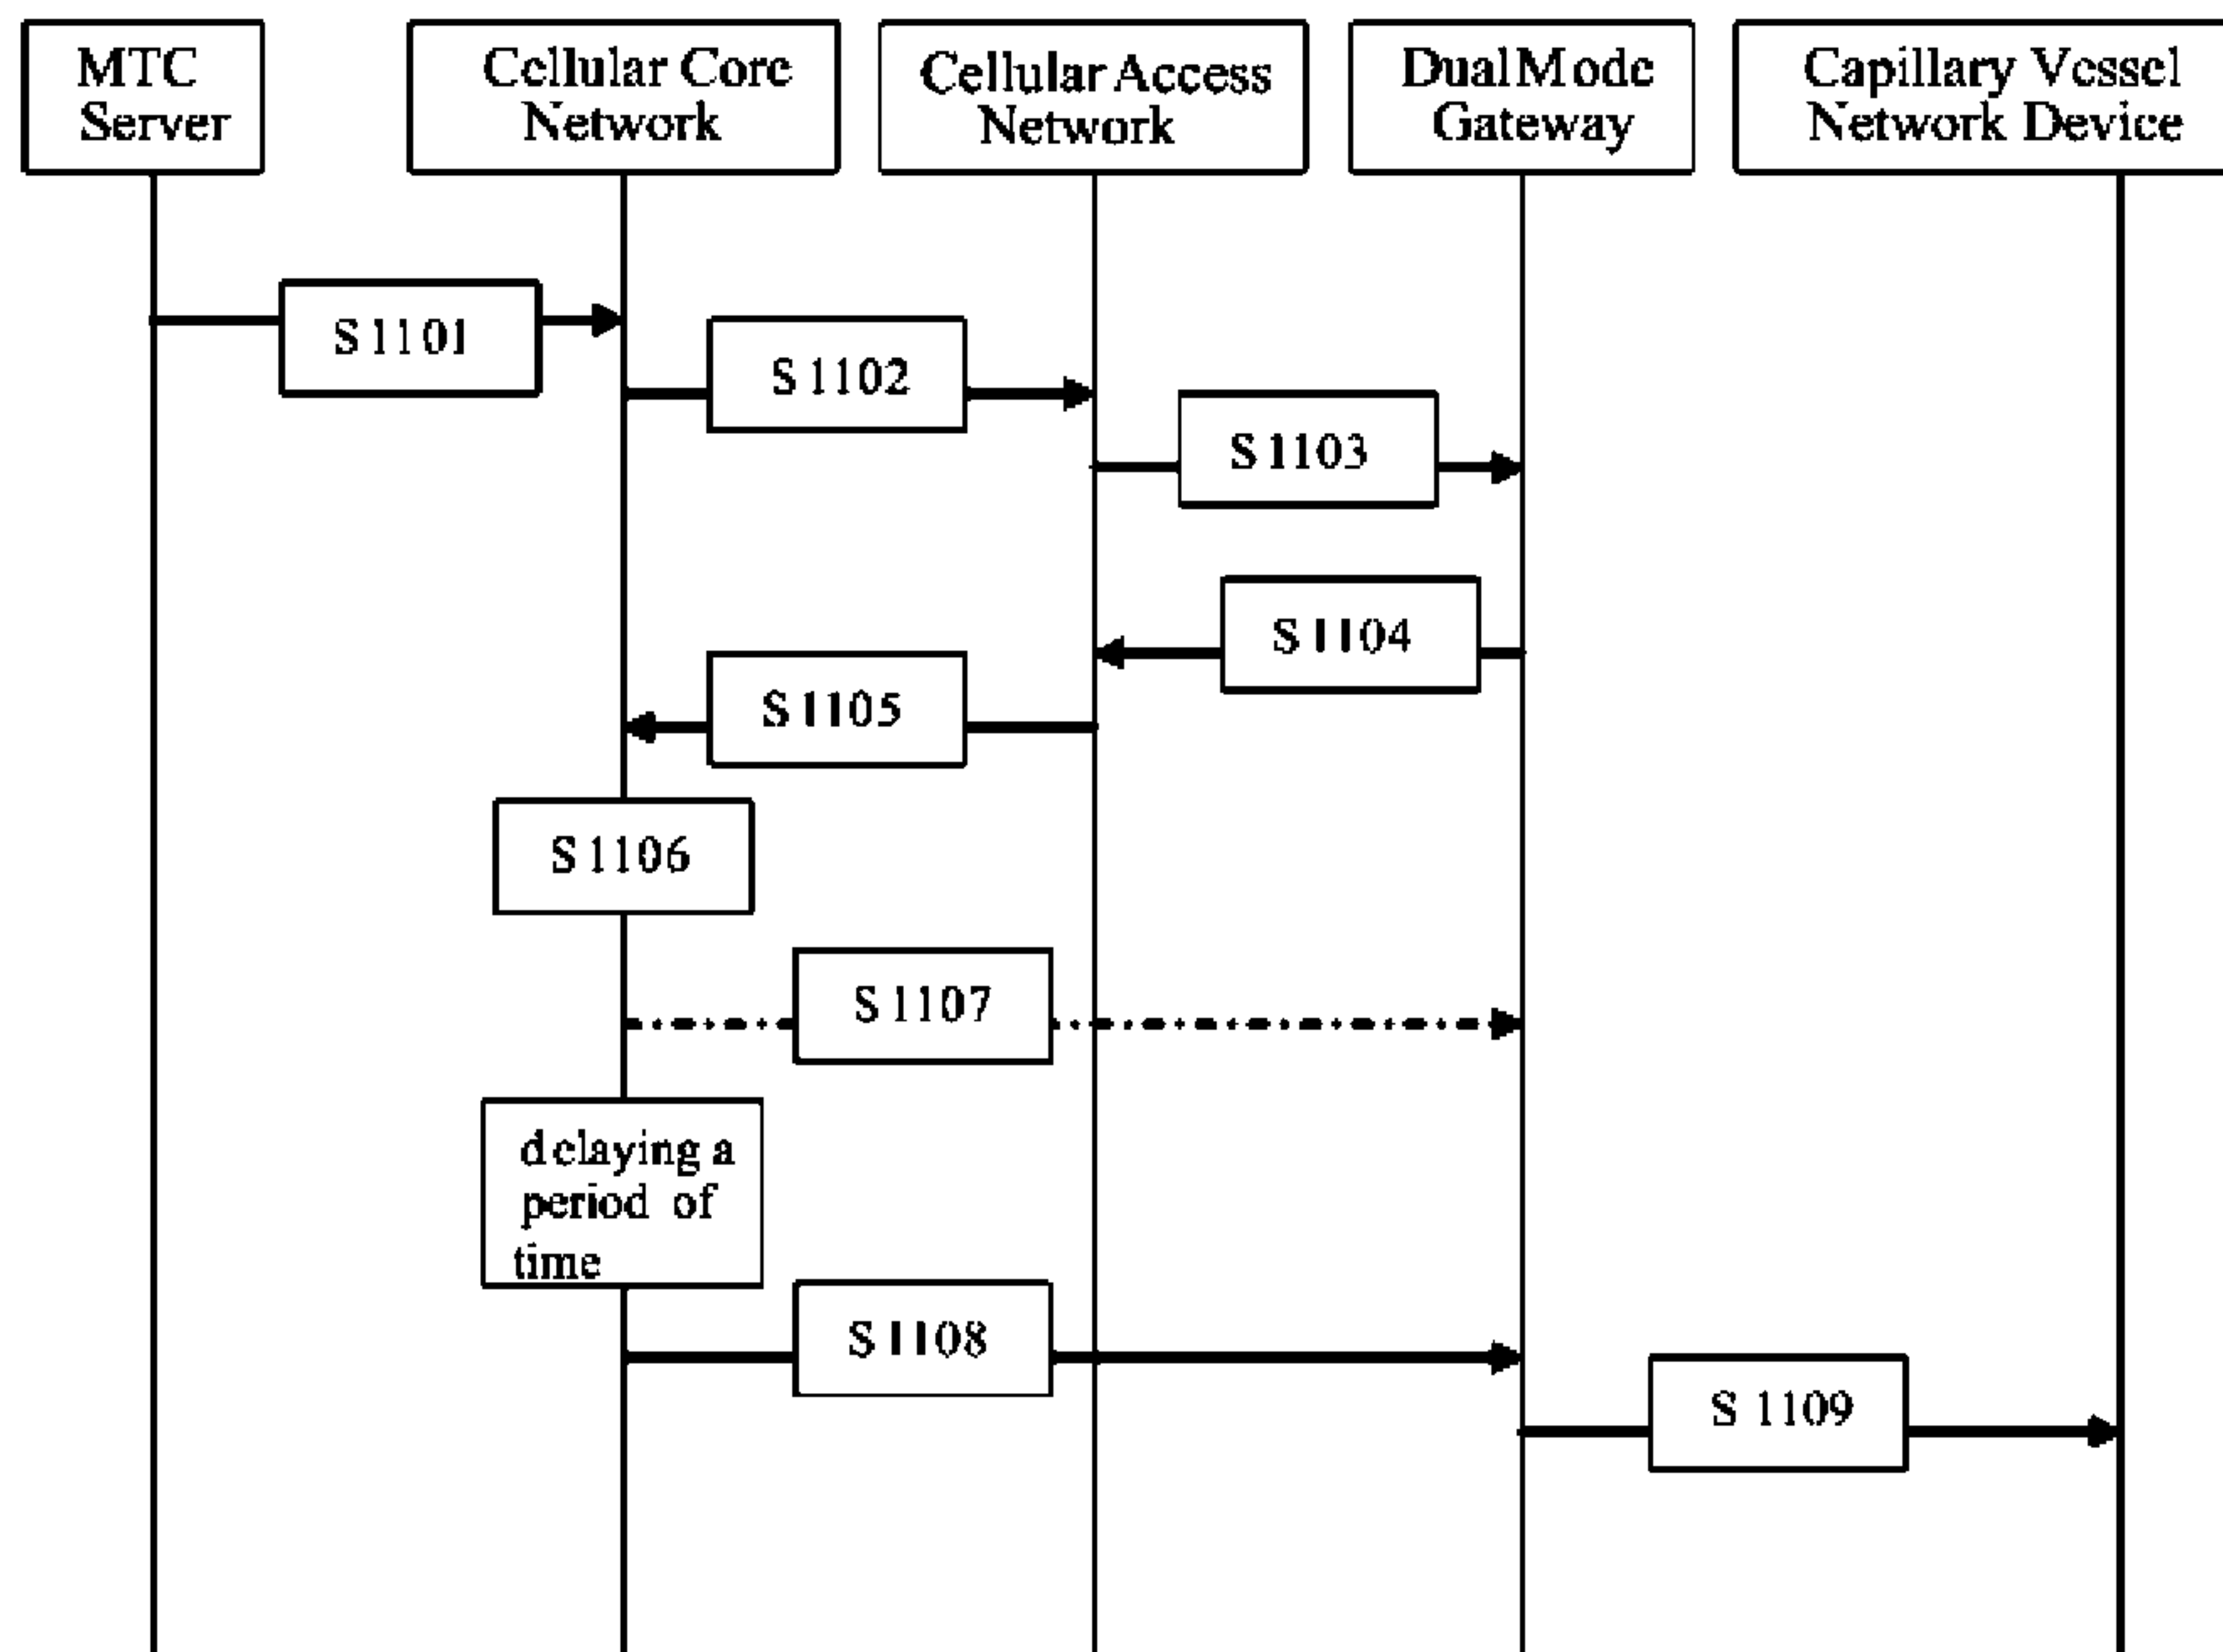 MTC
Server
Cellular Core
Network
Cellular Access
Network
DualMode
Gateway
Capillary Vessel
Network Device
S1101
S1102
S1103
S1104
S1105
S1106
S1107
delaying a
period of
time
S1108
S1109